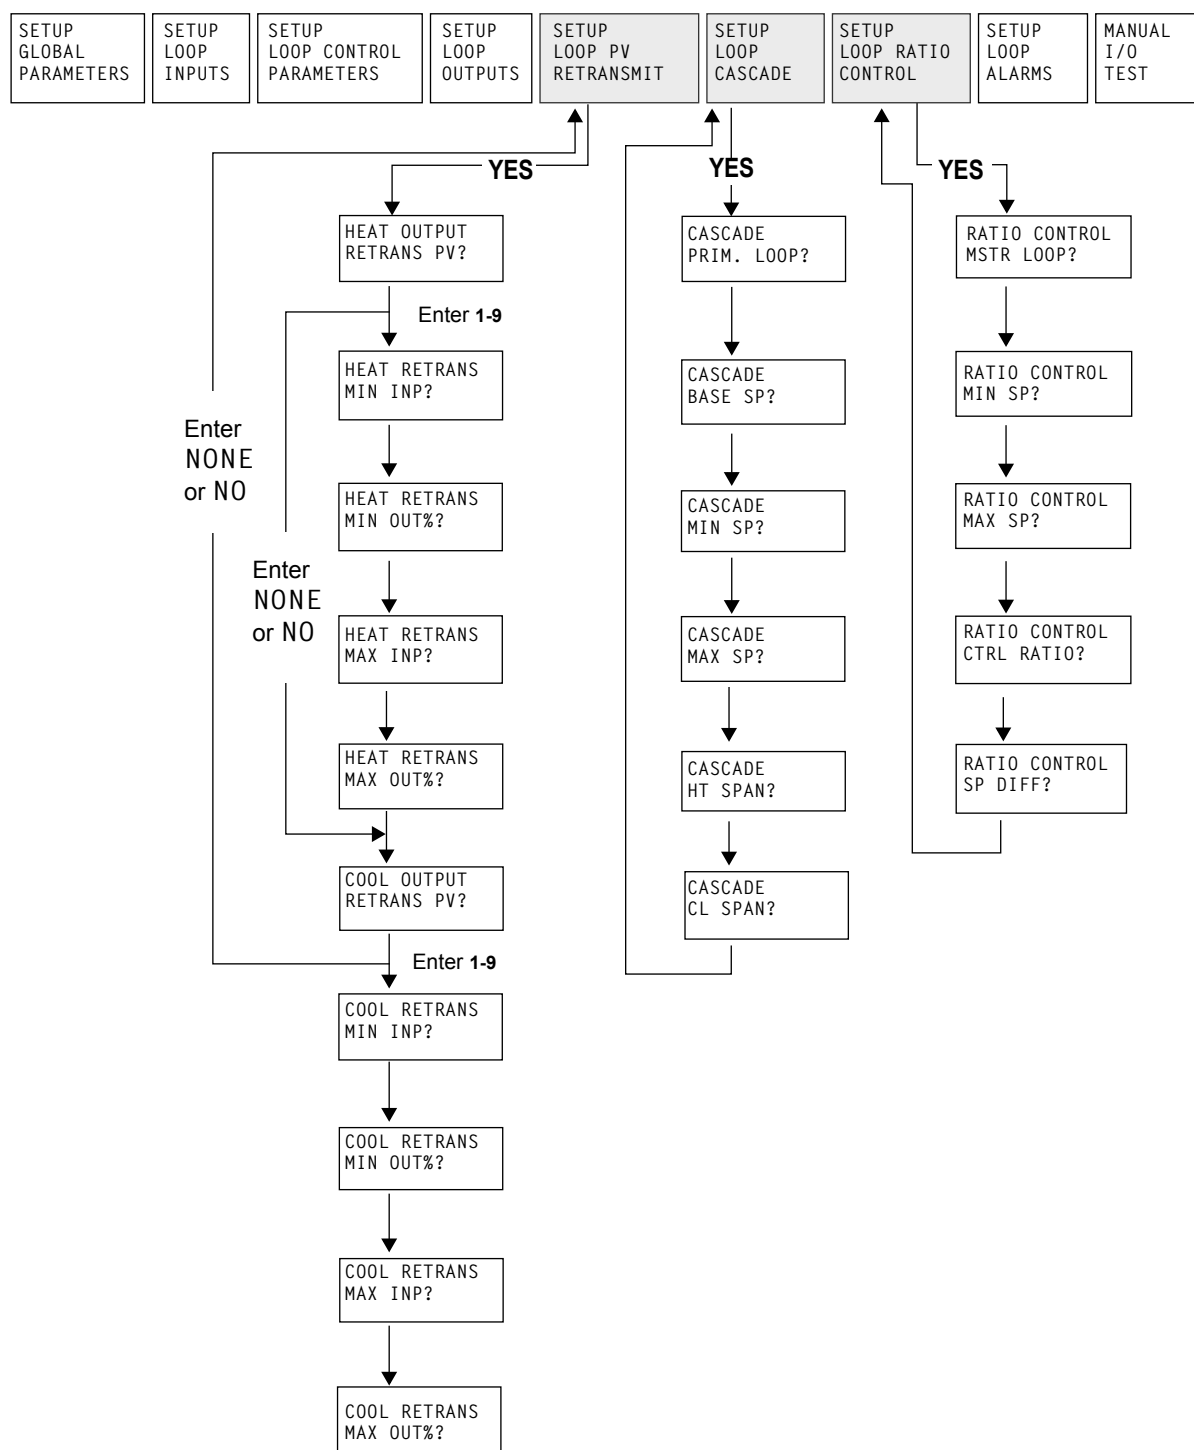 SETUP
GLOBAL
PARAMETERS
SETUP
LOOP
INPUTS
SETUP
LOOP CONTROL
PARAMETERS
SETUP
LOOP
OUTPUTS
SETUP
LOOP PV
RETRANSMIT
SETUP
LOOP
CASCADE
SETUP
LOOP RATIO
CONTROL
SETUP
LOOP
ALARMS
MANUAL
I/O
TEST
YES
HEAT OUTPUT
RETRANS PV?
Enter 1-9
HEAT RETRANS
MIN INP?
Enter
NONE
or NO
HEAT RETRANS
MIN OUT%?
Enter
NONE
or NO
HEAT RETRANS
MAX INP?
HEAT RETRANS
MAX OUT%?
COOL OUTPUT
RETRANS PV?
Enter 1-9
COOL RETRANS
MIN INP?
COOL RETRANS
MIN OUT%?
COOL RETRANS
MAX INP?
COOL RETRANS
MAX OUT%?
YES
CASCADE
PRIM. LOOP?
CASCADE
BASE SP?
CASCADE
MIN SP?
CASCADE
MAX SP?
CASCADE
HT SPAN?
CASCADE
CL SPAN?
YES
RATIO CONTROL
MSTR LOOP?
RATIO CONTROL
MIN SP?
RATIO CONTROL
MAX SP?
RATIO CONTROL
CTRL RATIO?
RATIO CONTROL
SP DIFF?